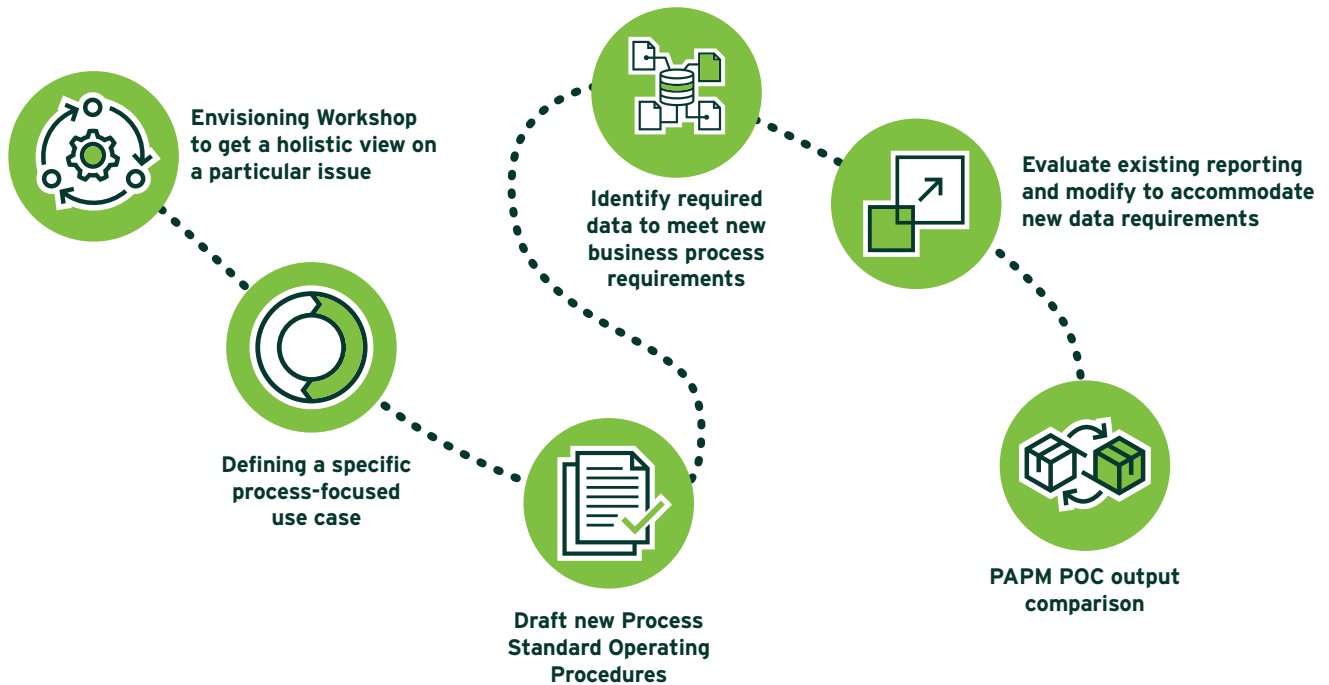 Envisioning Workshop
to get a holistic view on
a particular issue
Defining a specific
process-focused
use case
Draft new Process
Standard Operating
Procedures
Identify required
data to meet new
business process
requirements
Evaluate existing reporting
and modify to accommodate
new data requirements
PAPM POC output
comparison